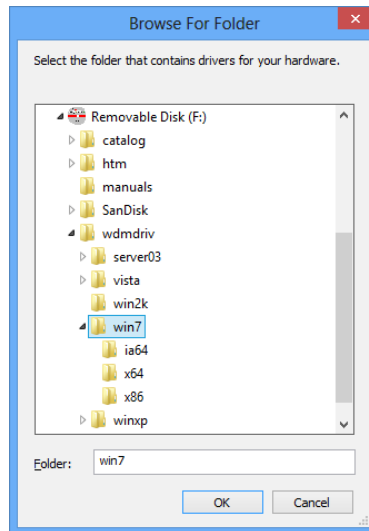 Browse For Folder
Select the folder that contains drivers for your hardware.
Removable Disk (F:)
catalog
htm
manuals
SanDisk
wdmdriv
server03
vista
win2k
win7
ia64
x64
x86
winxp
Folder: win7
OK Cancel